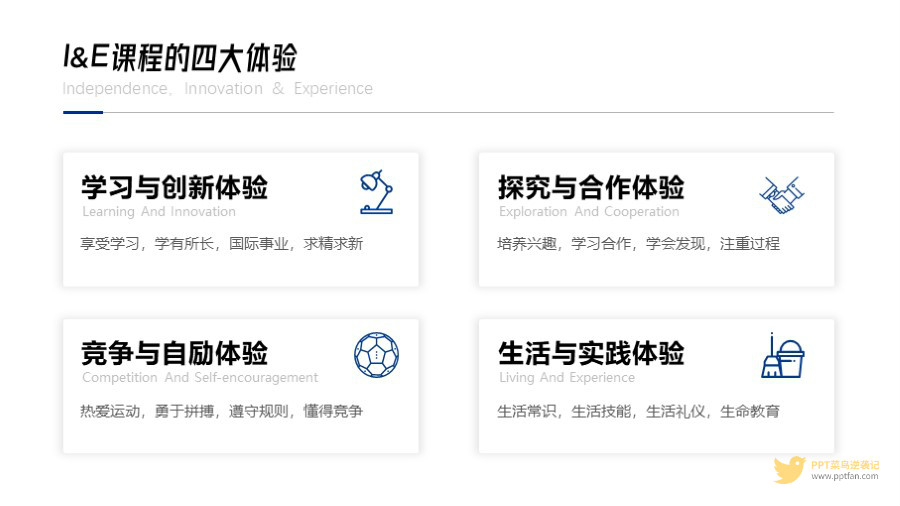 I&E课程的四大体验
Independence, Innovation & Experience
学习与创新体验
Learning And Innovation
享受学习，学有所长，国际事业，求精求新
探究与合作体验
Exploration And Cooperation
培养兴趣，学习合作，学会发现，注重过程
竞争与自励体验
Competition And Self-encouragement
热爱运动，勇于拼搏，遵守规则，懂得竞争
生活与实践体验
Living And Experience
生活常识，生活技能，生活礼仪，生命教育
PPT菜鸟逆袭记
www.pptfan.com